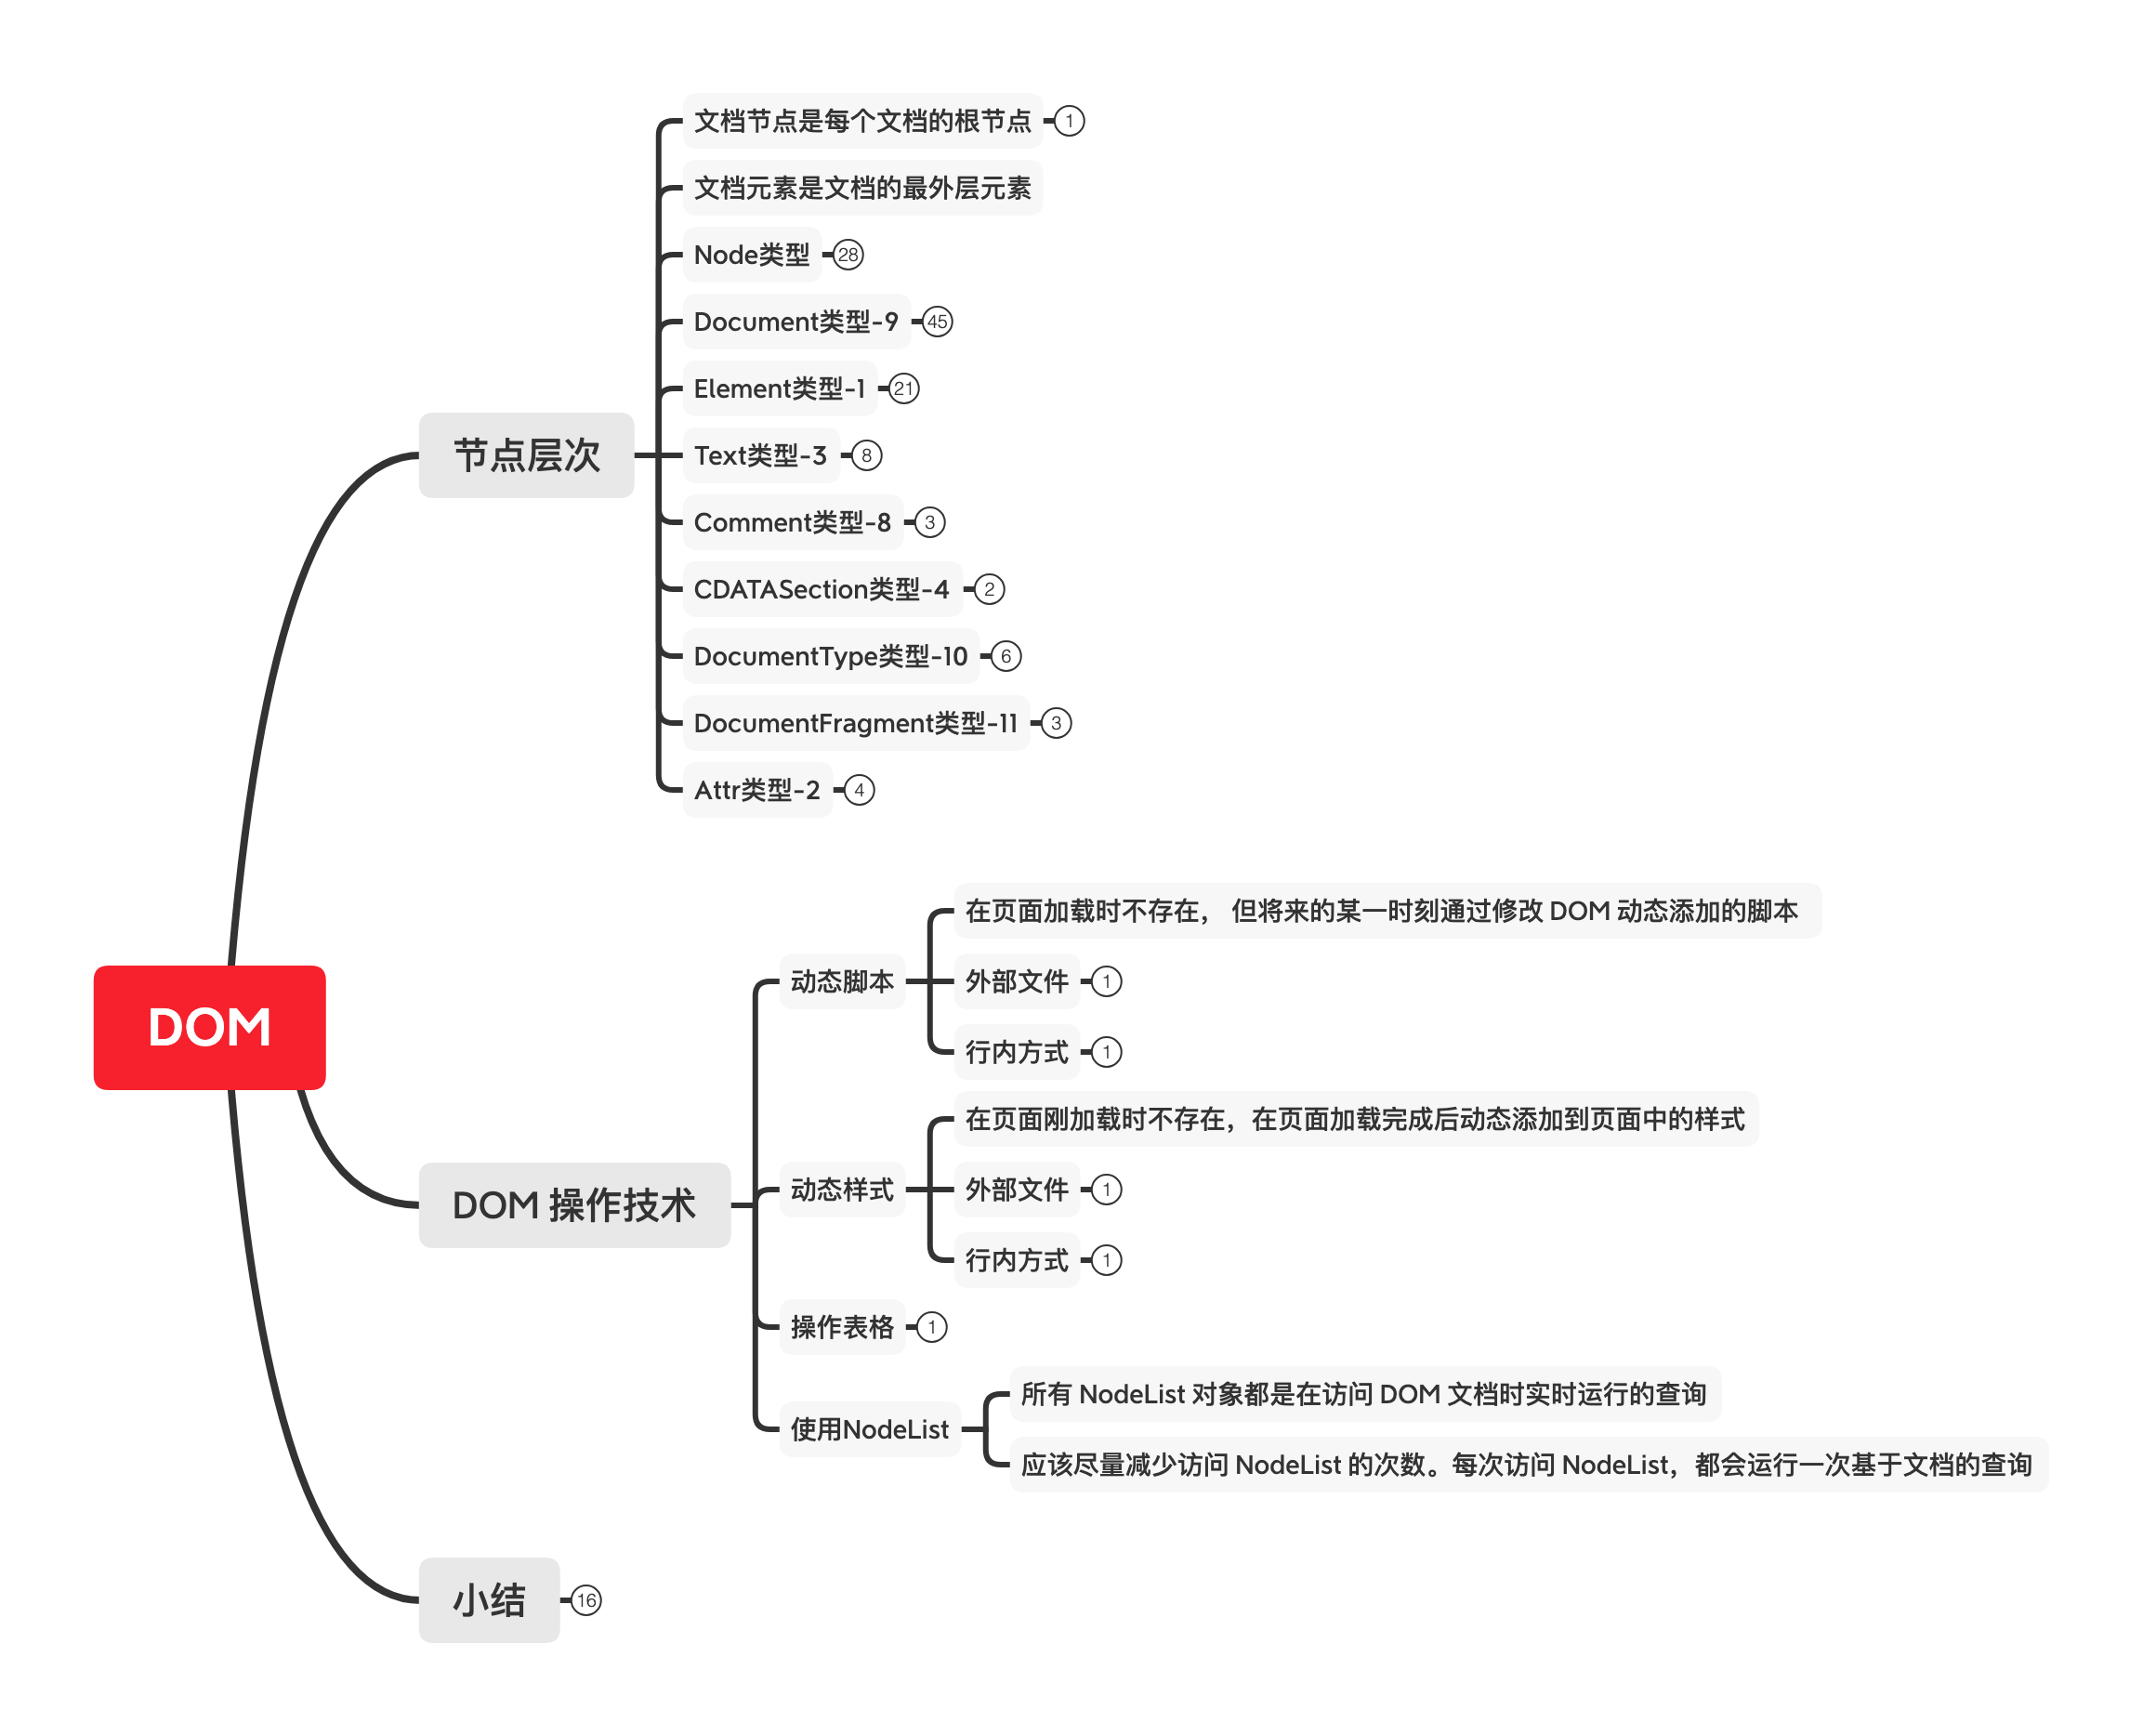 文档节点是每个文档的根节点 1
文档元素是文档的最外层元素
Node类型 28
Document类型-9 45
Element类型-1 21
节点层次
Text类型-3 8
Comment类型-8 3
CDATASection类型-4 2
DocumentType类型-10 6
DocumentFragment类型-11 3
Attr类型-2 4
DOM
在页面加载时不存在， 但将来的某一时刻通过修改 DOM 动态添加的脚本
动态脚本
外部文件 1
行内方式 1
在页面刚加载时不存在，在页面加载完成后动态添加到页面中的样式
动态样式
外部文件 1
DOM 操作技术
行内方式 1
操作表格 1
所有 NodeList 对象都是在访问 DOM 文档时实时运行的查询
使用NodeList
应该尽量减少访问 NodeList 的次数。每次访问 NodeList，都会运行一次基于文档的查询
小结 16